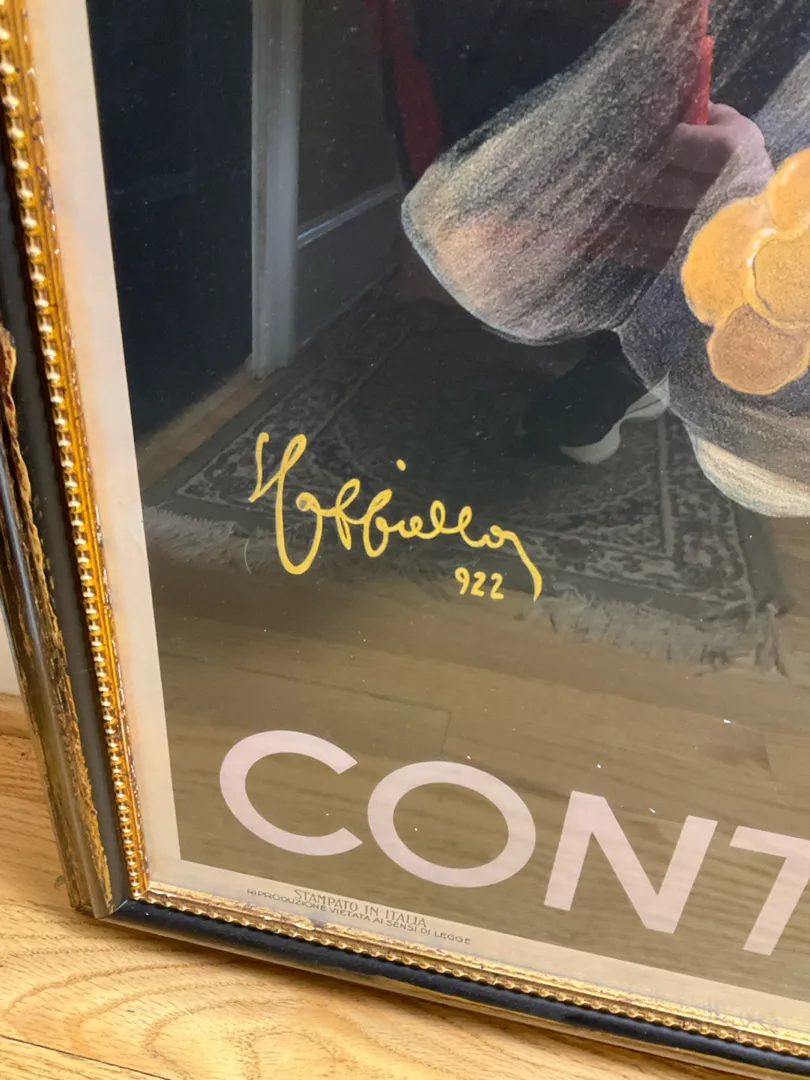 Cappiello
922
CONT
STAMPATO IN ITALIA
RIPRODUZIONE VIETATA AI SENSI DI LEGGE